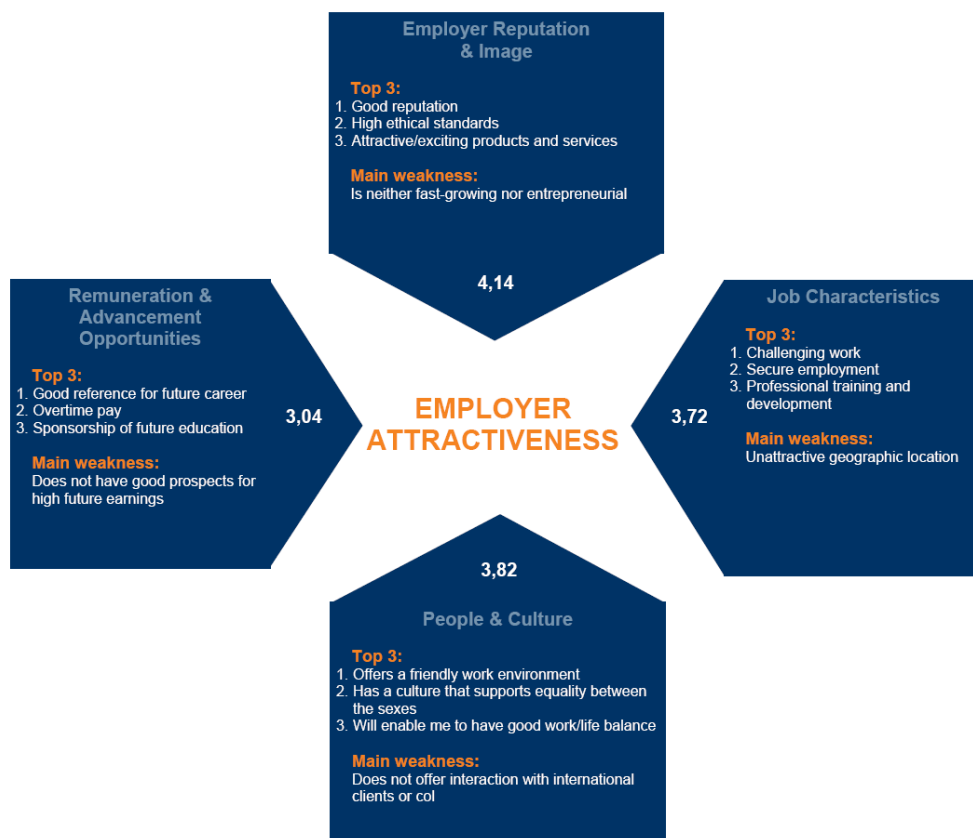 Employer Reputation
& Image
Top 3:
1. Good reputation
2. High ethical standards
3. Attractive/exciting products and services
Main weakness:
Is neither fast-growing nor entrepreneurial
4,14
Remuneration &
Advancement
Opportunities
Top 3:
1. Good reference for future career
2. Overtime pay
3. Sponsorship of future education
Main weakness:
Does not have good prospects for
high future earnings
3,04
EMPLOYER
ATTRACTIVENESS
3,72
Job Characteristics
Top 3:
1. Challenging work
2. Secure employment
3. Professional training and
development
Main weakness:
Unattractive geographic location
3,82
People & Culture
Top 3:
1. Offers a friendly work environment
2. Has a culture that supports equality between
the sexes
3. Will enable me to have good work/life balance
Main weakness:
Does not offer interaction with international
clients or col